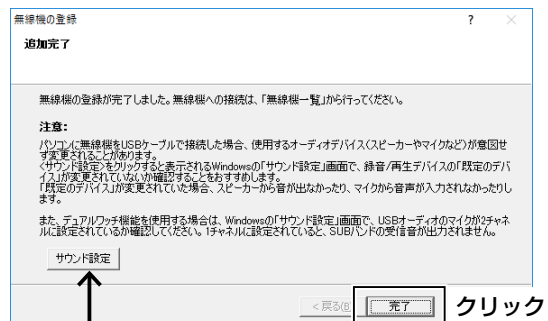 無線機の登録
?
×
追加完了
無線機の登録が完了しました。無線機への接続は、「無線機一覧」から行ってください。
注意:
パソコンに無線機をUSBケーブルで接続した場合、使用するオーディオデバイス(スピーカーやマイクなど)が意図せ
ず変更されることがあります。
<サウンド設定>をクリックすると表示されるWindowsの「サウンド設定」画面で、録音/再生デバイスの「既定のデバ
イス」が変更されていないか確認することをおすすめします。
「既定のデバイス」が変更されていた場合、スピーカーから音が出なかったり、マイクから音声が入力されなかったりし
ます。
また、デュアルワッチ機能を使用する場合は、Windowsの「サウンド設定」画面で、USBオーディオのマイクが2チャネ
ルに設定されているか確認してください。1チャネルに設定されていると、SUBバンドの受信音が出力されません。
サウンド設定
< 戻る(B)
完了
クリック